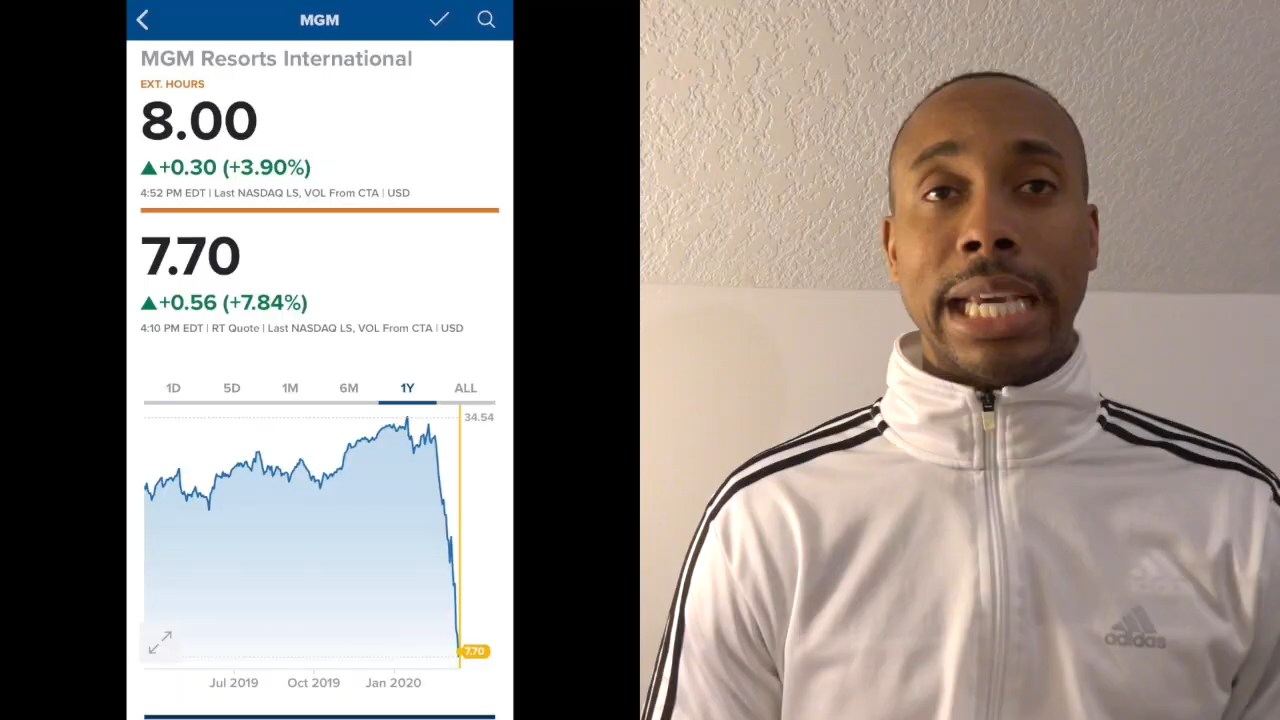 MGM
MGM Resorts International
EXT. HOURS
8.00
▲+0.30 (+3.90%)
4:52 PM EDT | Last NASDAQ LS, VOL From CTA | USD
7.70
▲+0.56 (+7.84%)
4:10 PM EDT | RT Quote | Last NASDAQ LS, VOL From CTA | USD
1D 5D 1M 6M 1Y ALL
34.54
7.70
Jul 2019 Oct 2019 Jan 2020
adidas